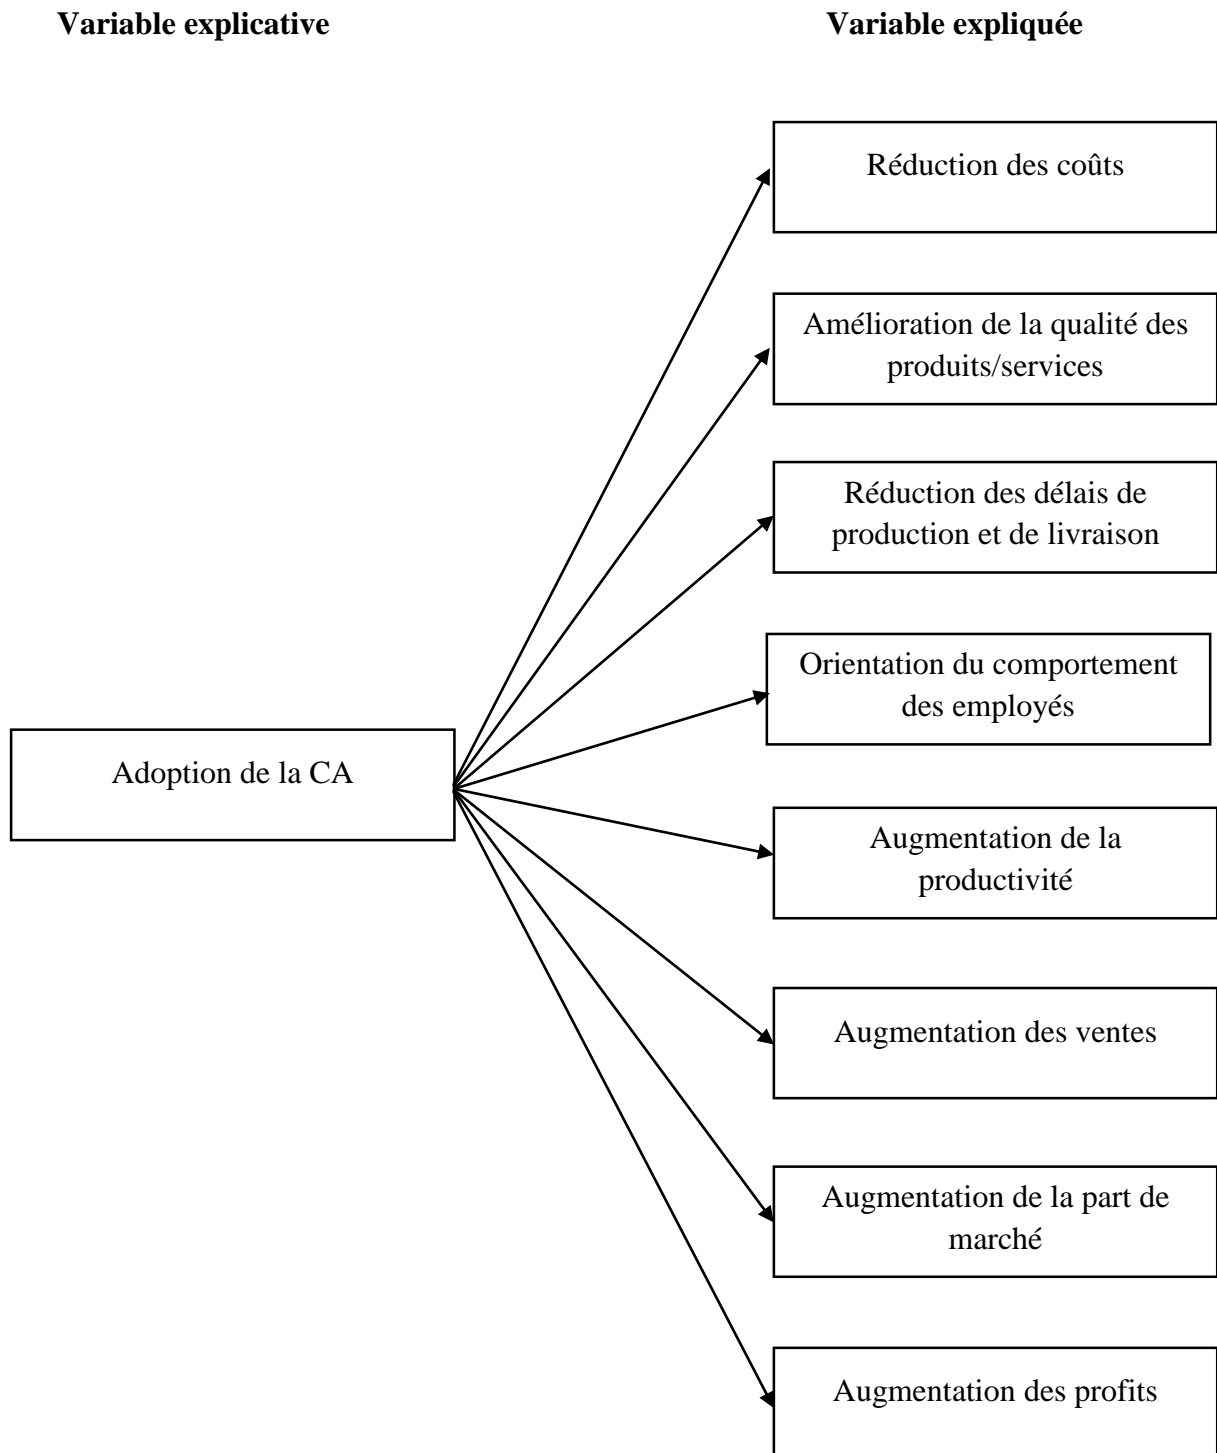 Variable explicative
Variable expliquée
Réduction des coûts
Amélioration de la qualité des
produits/services
Réduction des délais de
production et de livraison
Orientation du comportement
des employés
Adoption de la CA
Augmentation de la
productivité
Augmentation des ventes
Augmentation de la part de
marché
Augmentation des profits